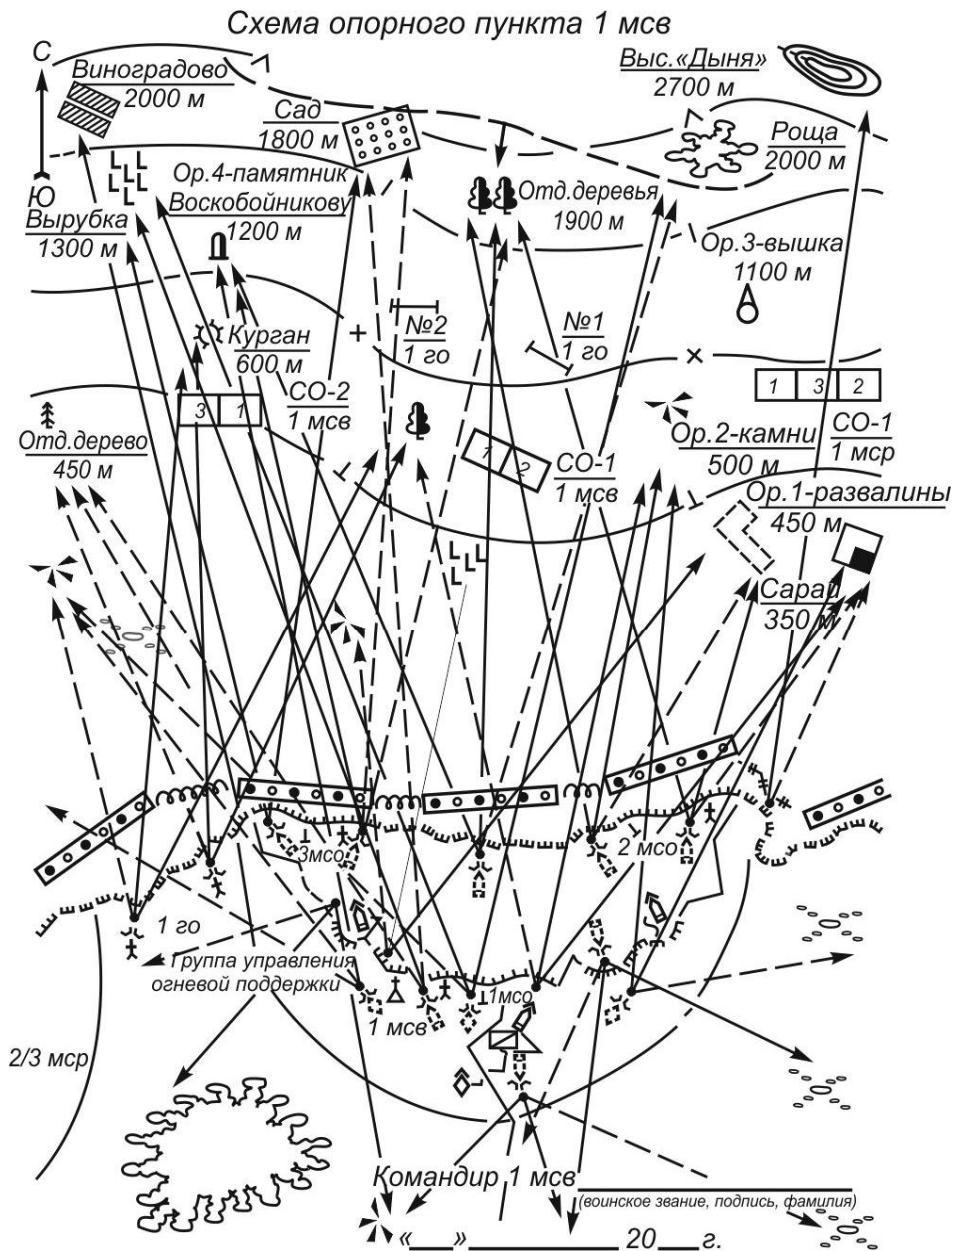 Схема опорного пункта 1 мсв
С
Виноградово
2000 м
Сад
1800 м
Выс.«Дыня»
2700 м
Роща
2000 м
Ю
Вырубка
1300 м
Ор.4-памятник
Воскобойникову
1200 м
Отд.деревья
1900 м
Ор.3-вышка
1100 м
Курган
600 м
№2
1 го
№1
1 го
СО-2
1 мсв
3 1
1 3 2
Отд.дерево
450 м
1 2
СО-1
1 мсв
Ор.2-камни
500 м
СО-1
1 мср
Ор.1-развалины
450 м
Сарай
350 м
3мсо
2 мсо
1 го
Группа управления
огневой поддержки
1мсо
1 мсв
2/3 мср
Командир 1 мсв
(воинское звание, подпись, фамилия)
«___»______________ 20___г.